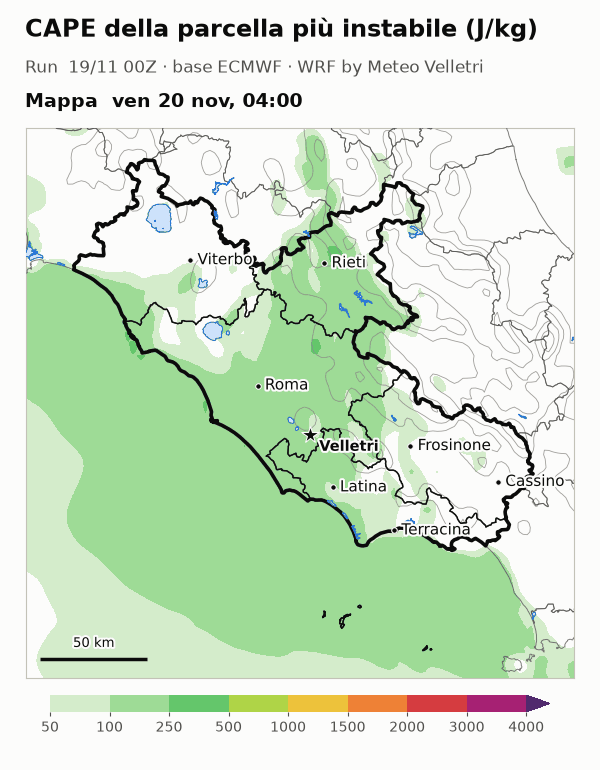 CAPE della parcella più instabile (J/kg)
Run  19/11 00Z · base ECMWF · WRF by Meteo Velletri
Mappa  ven 20 nov, 04:00
Viterbo
Rieti
Roma
Velletri
Frosinone
Latina
Cassino
Terracina
50 km
50 100 250 500 1000 1500 2000 3000 4000